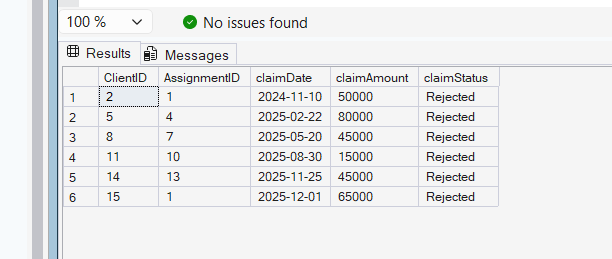 100 % No issues found
Results Messages
ClientID AssignmentID claimDate claimAmount claimStatus
1 2 1 2024-11-10 50000 Rejected
2 5 4 2025-02-22 80000 Rejected
3 8 7 2025-05-20 45000 Rejected
4 11 10 2025-08-30 15000 Rejected
5 14 13 2025-11-25 45000 Rejected
6 15 1 2025-12-01 65000 Rejected